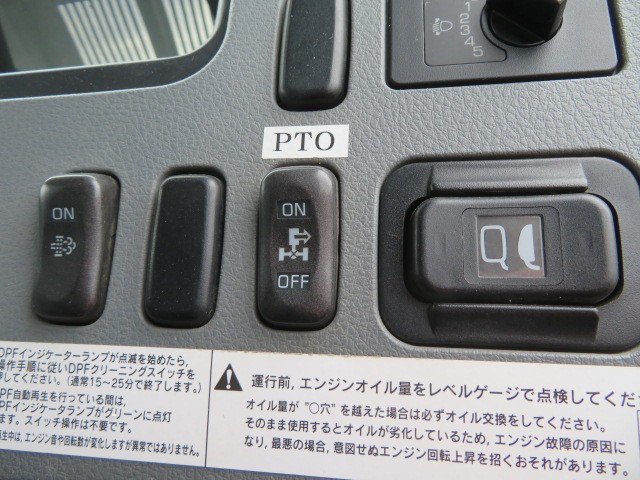 1
2
3
4
5
PTO
ON
ON
OFF
DPFインジケーターランプが点滅を始めたら,
操作手順に従いDPFクリーニングスイッチを
押してください。(通常15〜25分で終了します。)
DPF自動再生を行っている間は,
DPFインジケータランプがグリーンに点灯
ます。スイッチ操作は不要です。
再生中は, エンジン音や回転数が変化しますが異常ではありません。
運行前, エンジンオイル量をレベルゲージで点検してくだ
オイル量が "○穴" を越えた場合は必ずオイル交換をしてください。
そのまま使用するとオイルが劣化しているため, エンジン故障の原因に
なり, 最悪の場合, 意図せぬエンジン回転上昇を招くおそれがあります。